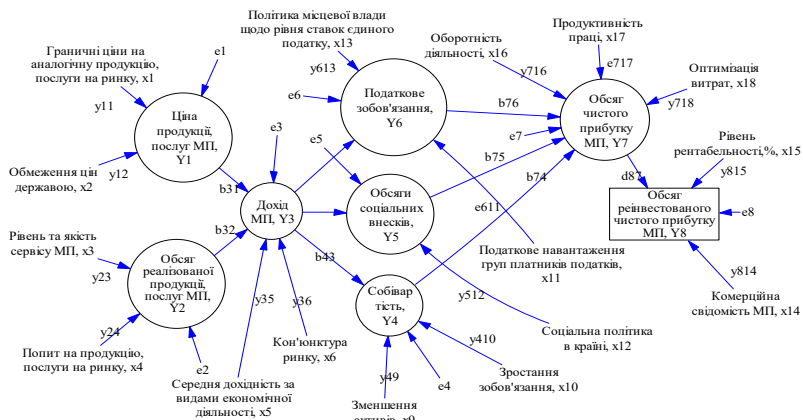 Політика місцевої влади
щодо рівня ставок єдиного
податку, x13
Продуктивність
праці, x17
Граничні ціни на
аналогічну продукцію,
послуги на ринку, x1
e1
Оборотність
діяльності, x16
y613
y716
e717
Оптимізація
витрат, x18
y718
e6
Податкове
зобов'язання,
Y6
b76
Обсяг
чистого
прибутку
МП, Y7
y11
Ціна
продукції,
послуг МП,
Y1
e3
e5
e7
b75
Рівень
рентабельності,%, x15
y815
y12
Обмеження цін
державою, x2
b31
b74
d87
Дохід
МП, Y3
Обсяги
соціальних
внесків,
Y5
e611
Обсяг
реінвестованого
чистого прибутку
МП, Y8
e8
b32
Рівень та якість
сервісу МП, x3
y23
Обсяг
реалізованої
продукції,
послуг МП,
Y2
b43
Податкове навантаження
груп платників податків,
x11
y814
y35
y36
y512
Комерційна
свідомість МП, x14
Собівар
тість,
Y4
y24
Попит на продукцію,
послуги на ринку, x4
Кон'юнктура
ринку, x6
y410
Соціальна політика
в країні, x12
e2
Середня дохідність за
видами економічної
діяльності, x5
y49
e4
Зростання
зобов'язання, x10
Зменшення
активів, x9